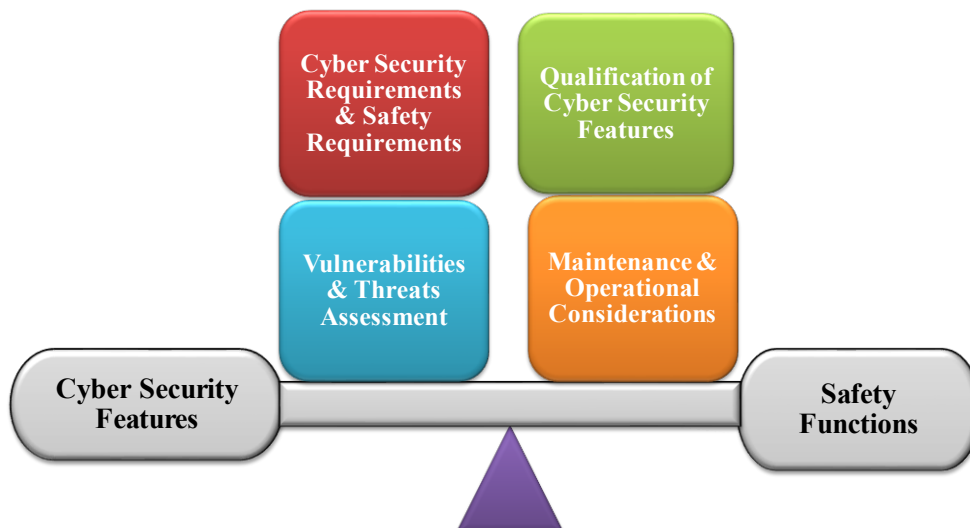 Cyber Security
Requirements
& Safety
Requirements
Qualification of
Cyber Security
Features
Vulnerabilities
& Threats
Assessment
Maintenance &
Operational
Considerations
Cyber Security
Features
Safety
Functions